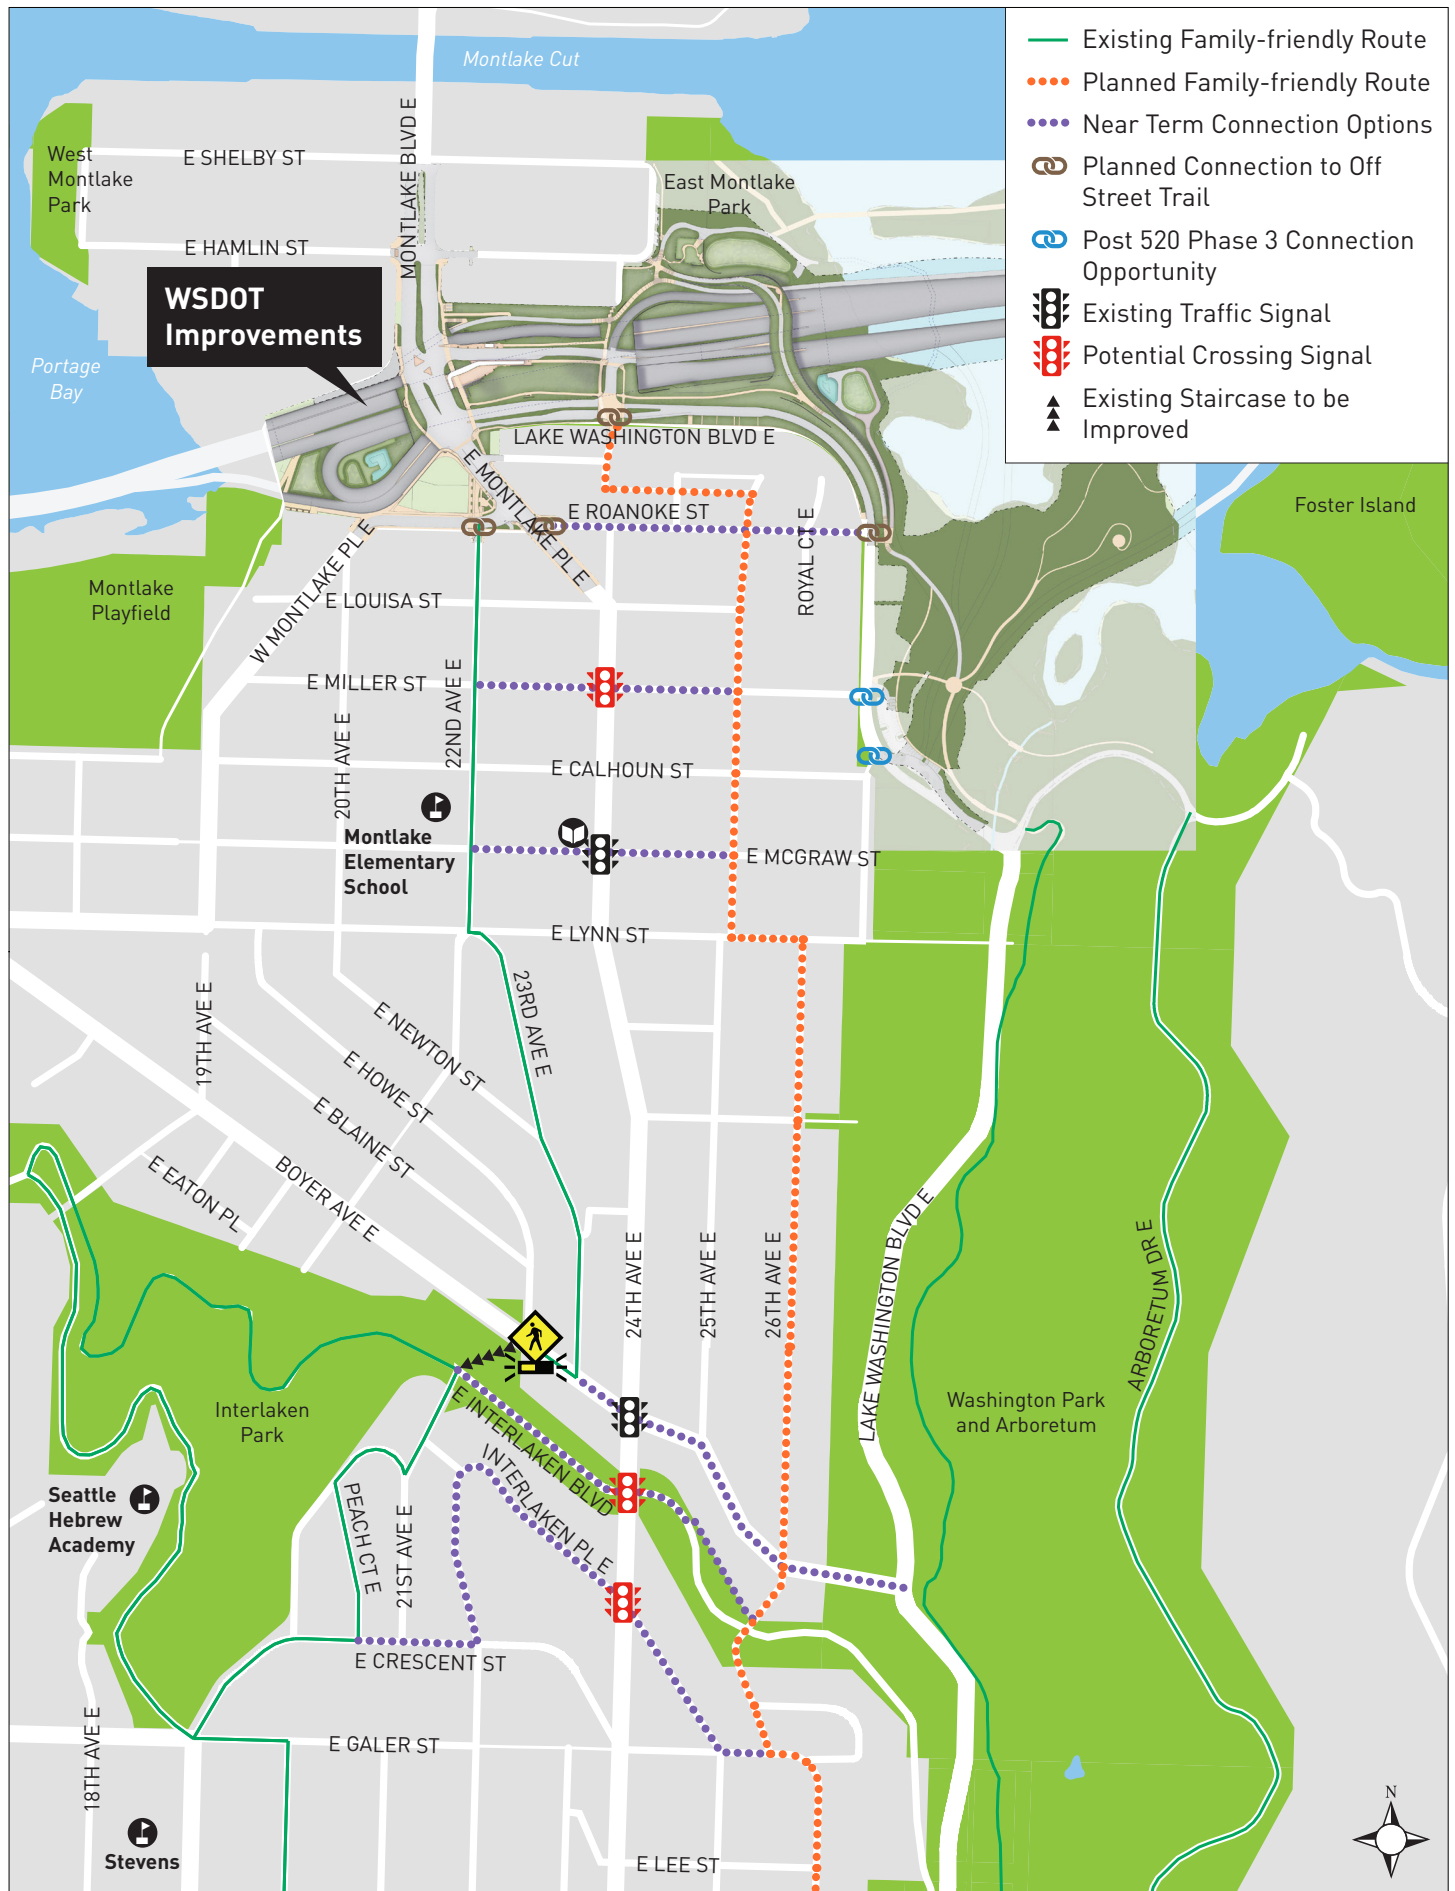 Existing Family-friendly Route
Planned Family-friendly Route
Near Term Connection Options
Planned Connection to Off
Street Trail
Post 520 Phase 3 Connection
Opportunity
Existing Traffic Signal
Potential Crossing Signal
Existing Staircase to be
Improved
Montlake Cut
MONTLAKE BLVD E
E SHELBY ST
West
Montlake
Park
East Montlake
Park
E HAMLIN ST
WSDOT
Improvements
Portage
Bay
LAKE WASHINGTON BLVD E
E MONTLAKE PL E
E ROANOKE ST
ROYAL CT E
Foster Island
W MONTLAKE PL E
Montlake
Playfield
E LOUISA ST
E MILLER ST
22ND AVE E
20TH AVE E
E CALHOUN ST
Montlake
Elementary
School
E MCGRAW ST
E LYNN ST
23RD AVE E
19TH AVE E
E NEWTON ST
E HOWE ST
E BLAINE ST
E EATON PL
BOYER AVE E
24TH AVE E
25TH AVE E
26TH AVE E
LAKE WASHINGTON BLVD E
ARBORETUM DR E
Washington Park
and Arboretum
Interlaken
Park
E INTERLAKEN BLVD
INTERLAKEN PL E
Seattle
Hebrew
Academy
PEACH CT E
21ST AVE E
E CRESCENT ST
18TH AVE E
E GALER ST
Stevens
E LEE ST
N